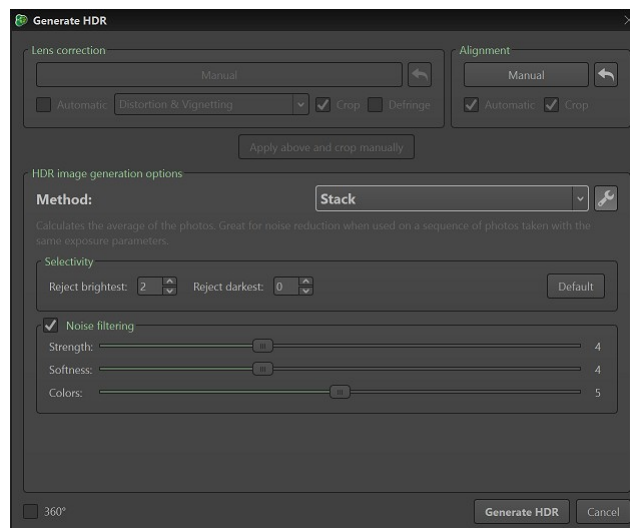 Generate HDR
Lens correction
Manual
Automatic Distortion & Vignetting Crop Defringe
Alignment
Manual
Automatic Crop
Apply above and crop manually
HDR image generation options
Method: Stack
Calculates the average of the photos. Great for noise reduction when used on a sequence of photos taken with the
same exposure parameters.
Selectivity
Reject brightest: 2 Reject darkest: 0 Default
Noise filtering
Strength: 4
Softness: 4
Colors: 5
360° Generate HDR Cancel